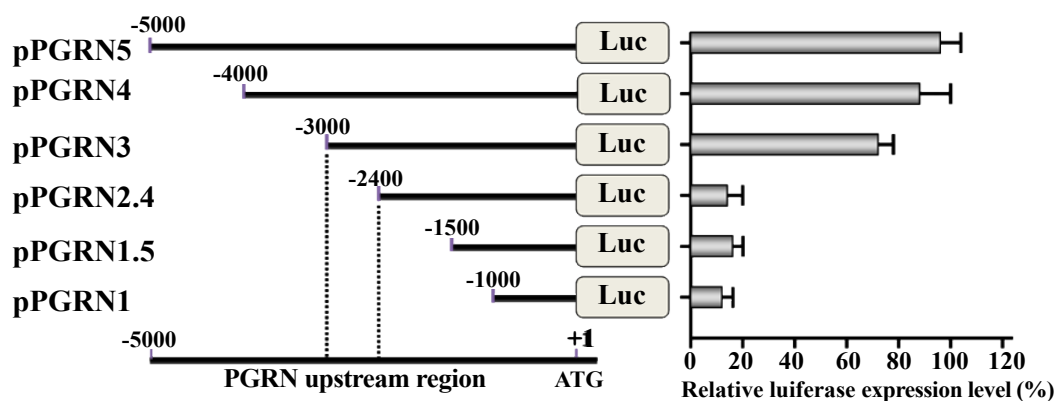 -5000
pPGRN5 Luc
-4000
pPGRN4 Luc
-3000
pPGRN3 Luc
-2400
pPGRN2.4 Luc
-1500
pPGRN1.5 Luc
-1000
pPGRN1 Luc
-5000 +1
PGRN upstream region ATG
0 20 40 60 80 100 120
Relative luiferase expression level (%)